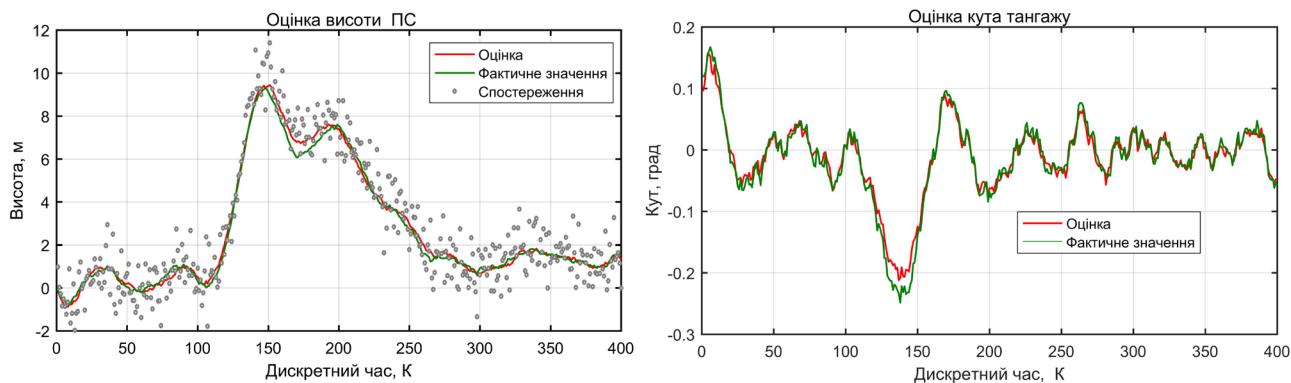 Оцінка висоти ПС
12
10
8
6
4
2
0
-2
Висота, м
Оцінка
Фактичне значення
Спостереження
0 50 100 150 200 250 300 350 400
Дискретний час, К
Оцінка кута тангажу
0.2
0.1
0
-0.1
-0.2
-0.3
Кут, град
Оцінка
Фактичне значення
0 50 100 150 200 250 300 350 400
Дискретний час, К